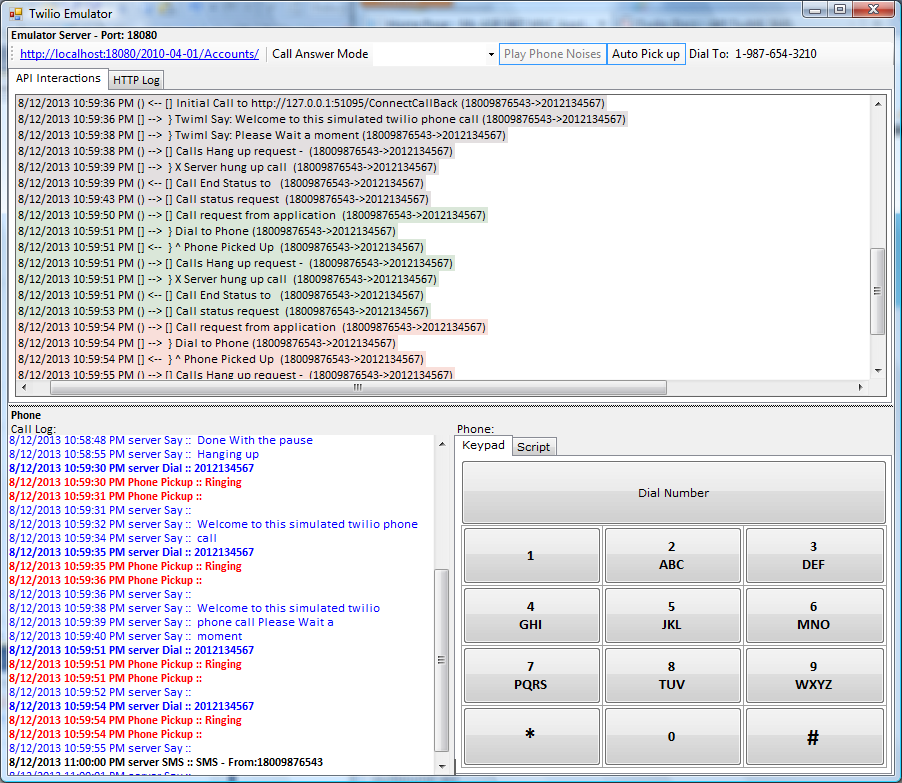 Twilio Emulator
Emulator Server - Port: 18080
http://localhost:18080/2010-04-01/Accounts/ Call Answer Mode Play Phone Noises Auto Pick up Dial To: 1-987-654-3210
API Interactions HTTP Log
8/12/2013 10:59:36 PM () <-- [] Initial Call to http://127.0.0.1:51095/ConnectCallBack (18009876543->2012134567)
8/12/2013 10:59:36 PM [] --> } Twiml Say: Welcome to this simulated twilio phone call (18009876543->2012134567)
8/12/2013 10:59:38 PM [] --> } Twiml Say: Please Wait a moment (18009876543->2012134567)
8/12/2013 10:59:38 PM () --> [] Calls Hang up request - (18009876543->2012134567)
8/12/2013 10:59:39 PM [] --> } X Server hung up call (18009876543->2012134567)
8/12/2013 10:59:39 PM () <-- [] Call End Status to (18009876543->2012134567)
8/12/2013 10:59:43 PM () --> [] Call status request (18009876543->2012134567)
8/12/2013 10:59:50 PM () --> [] Call request from application (18009876543->2012134567)
8/12/2013 10:59:51 PM [] --> } Dial to Phone (18009876543->2012134567)
8/12/2013 10:59:51 PM [] <-- } ^ Phone Picked Up (18009876543->2012134567)
8/12/2013 10:59:51 PM () --> [] Calls Hang up request - (18009876543->2012134567)
8/12/2013 10:59:51 PM [] --> } X Server hung up call (18009876543->2012134567)
8/12/2013 10:59:51 PM () <-- [] Call End Status to (18009876543->2012134567)
8/12/2013 10:59:53 PM () --> [] Call status request (18009876543->2012134567)
8/12/2013 10:59:54 PM () --> [] Call request from application (18009876543->2012134567)
8/12/2013 10:59:54 PM [] --> } Dial to Phone (18009876543->2012134567)
8/12/2013 10:59:54 PM [] <-- } ^ Phone Picked Up (18009876543->2012134567)
8/12/2013 10:59:55 PM () --> [] Calls Hang up request - (18009876543->2012134567)
Phone
Call Log:
8/12/2013 10:58:48 PM server Say :: Done With the pause
8/12/2013 10:58:55 PM server Say :: Hanging up
8/12/2013 10:59:30 PM server Dial :: 2012134567
8/12/2013 10:59:30 PM Phone Pickup :: Ringing
8/12/2013 10:59:31 PM Phone Pickup ::
8/12/2013 10:59:31 PM server Say ::
8/12/2013 10:59:32 PM server Say :: Welcome to this simulated twilio phone
8/12/2013 10:59:34 PM server Say :: call
8/12/2013 10:59:35 PM server Dial :: 2012134567
8/12/2013 10:59:35 PM Phone Pickup :: Ringing
8/12/2013 10:59:36 PM Phone Pickup ::
8/12/2013 10:59:36 PM server Say ::
8/12/2013 10:59:38 PM server Say :: Welcome to this simulated twilio
8/12/2013 10:59:39 PM server Say :: phone call Please Wait a
8/12/2013 10:59:40 PM server Say :: moment
8/12/2013 10:59:51 PM server Dial :: 2012134567
8/12/2013 10:59:51 PM Phone Pickup :: Ringing
8/12/2013 10:59:51 PM Phone Pickup ::
8/12/2013 10:59:52 PM server Say ::
8/12/2013 10:59:54 PM server Dial :: 2012134567
8/12/2013 10:59:54 PM Phone Pickup :: Ringing
8/12/2013 10:59:54 PM Phone Pickup ::
8/12/2013 10:59:55 PM server Say ::
8/12/2013 11:00:00 PM server SMS :: SMS - From:18009876543
Phone:
Keypad Script
Dial Number
1
2
ABC
3
DEF
4
GHI
5
JKL
6
MNO
7
PQRS
8
TUV
9
WXYZ
*
0
#